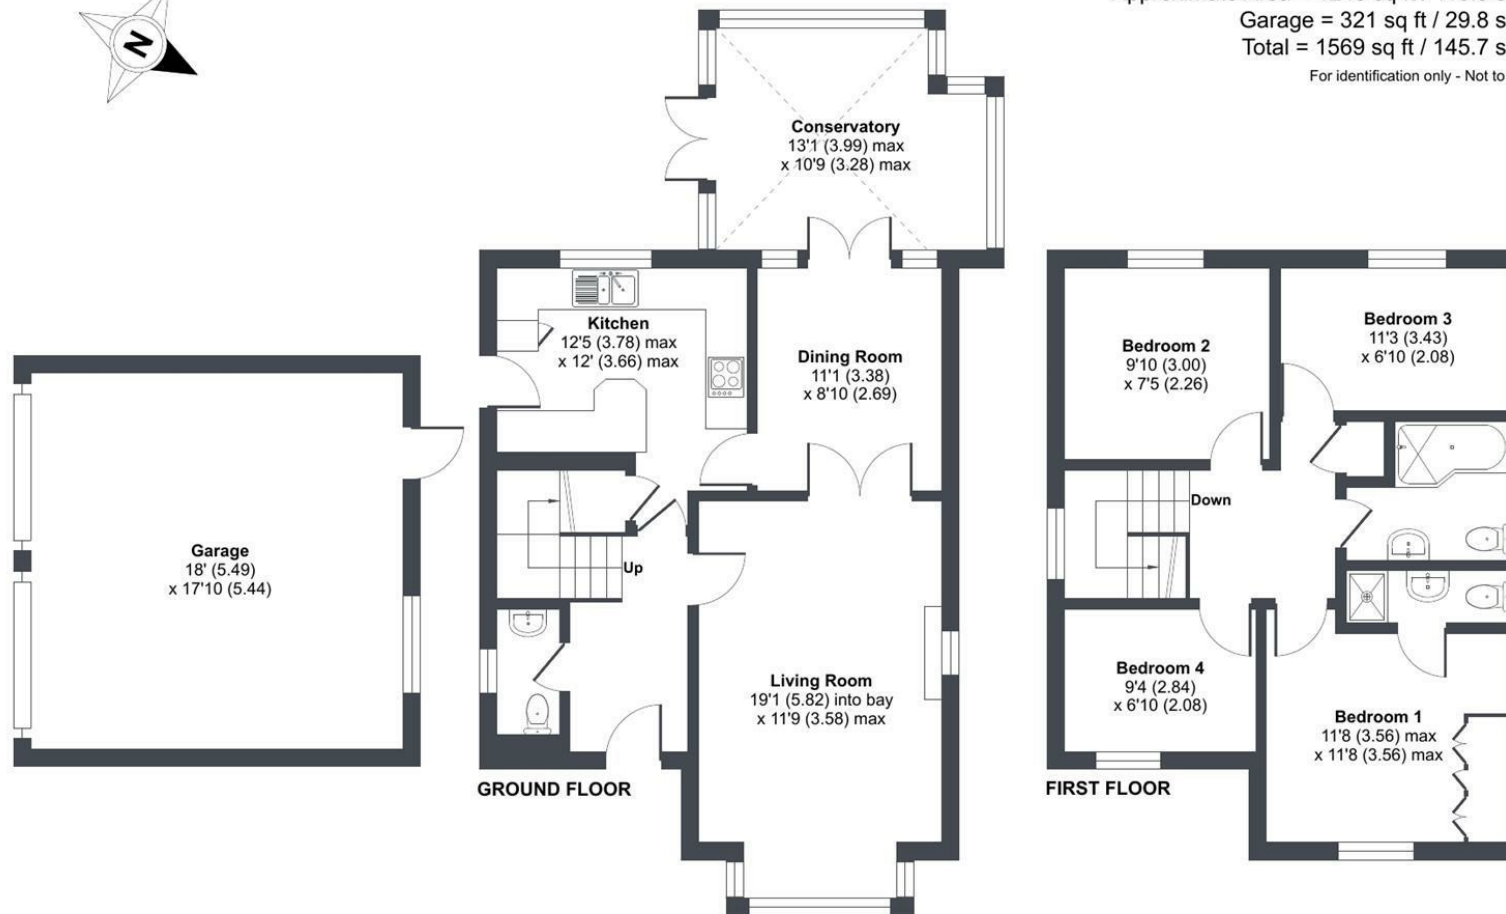 N
Garage = 321 sq ft / 29.8 s
Total = 1569 sq ft / 145.7 s
For identification only - Not to
Conservatory
13'1 (3.99) max
x 10'9 (3.28) max
Kitchen
12'5 (3.78) max
x 12' (3.66) max
Dining Room
11'1 (3.38)
x 8'10 (2.69)
Bedroom 2
9'10 (3.00)
x 7'5 (2.26)
Bedroom 3
11'3 (3.43)
x 6'10 (2.08)
Garage
18' (5.49)
x 17'10 (5.44)
Up
Down
Living Room
19'1 (5.82) into bay
x 11'9 (3.58) max
Bedroom 4
9'4 (2.84)
x 6'10 (2.08)
Bedroom 1
11'8 (3.56) max
x 11'8 (3.56) max
GROUND FLOOR
FIRST FLOOR